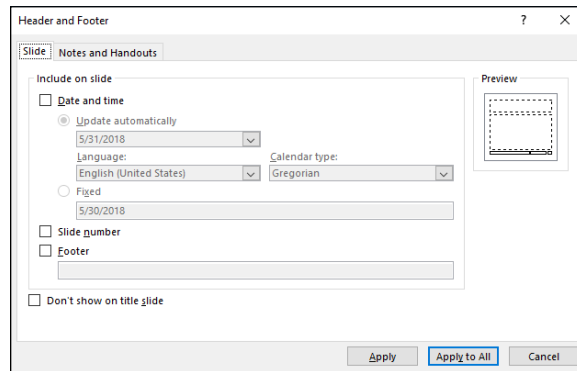 Header and Footer
Slide Notes and Handouts
Include on slide Preview
Date and time
Update automatically
5/31/2018
Language: Calendar type:
English (United States) Gregorian
Fixed
5/30/2018
Slide number
Footer
Don't show on title slide
Apply Apply to All Cancel